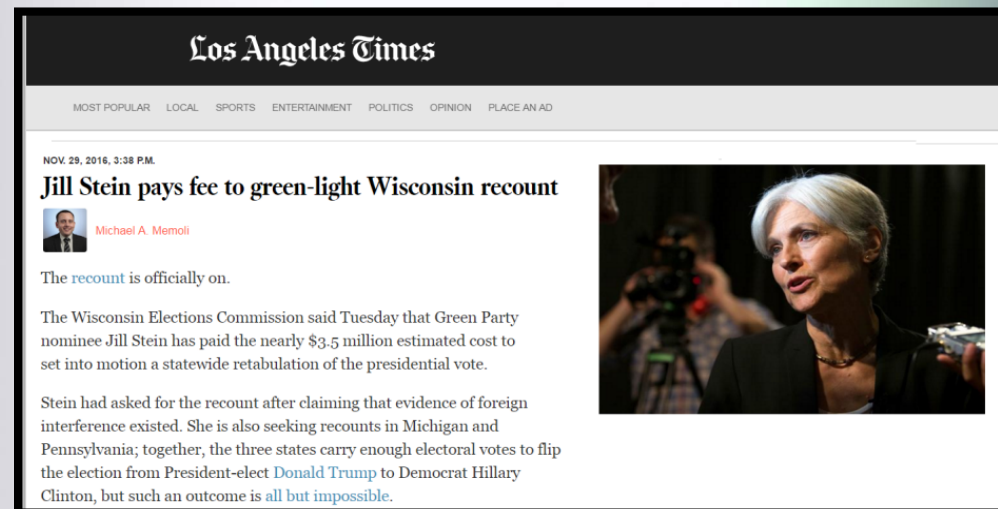 Los Angeles Times
MOST POPULAR LOCAL SPORTS ENTERTAINMENT POLITICS OPINION PLACE AN AD
NOV. 29, 2016, 3:38 P.M.
Jill Stein pays fee to green-light Wisconsin recount
Michael A. Memoli
The recount is officially on.
The Wisconsin Elections Commission said Tuesday that Green Party
nominee Jill Stein has paid the nearly $3.5 million estimated cost to
set into motion a statewide retabulation of the presidential vote.
Stein had asked for the recount after claiming that evidence of foreign
interference existed. She is also seeking recounts in Michigan and
Pennsylvania; together, the three states carry enough electoral votes to flip
the election from President-elect Donald Trump to Democrat Hillary
Clinton, but such an outcome is all but impossible.